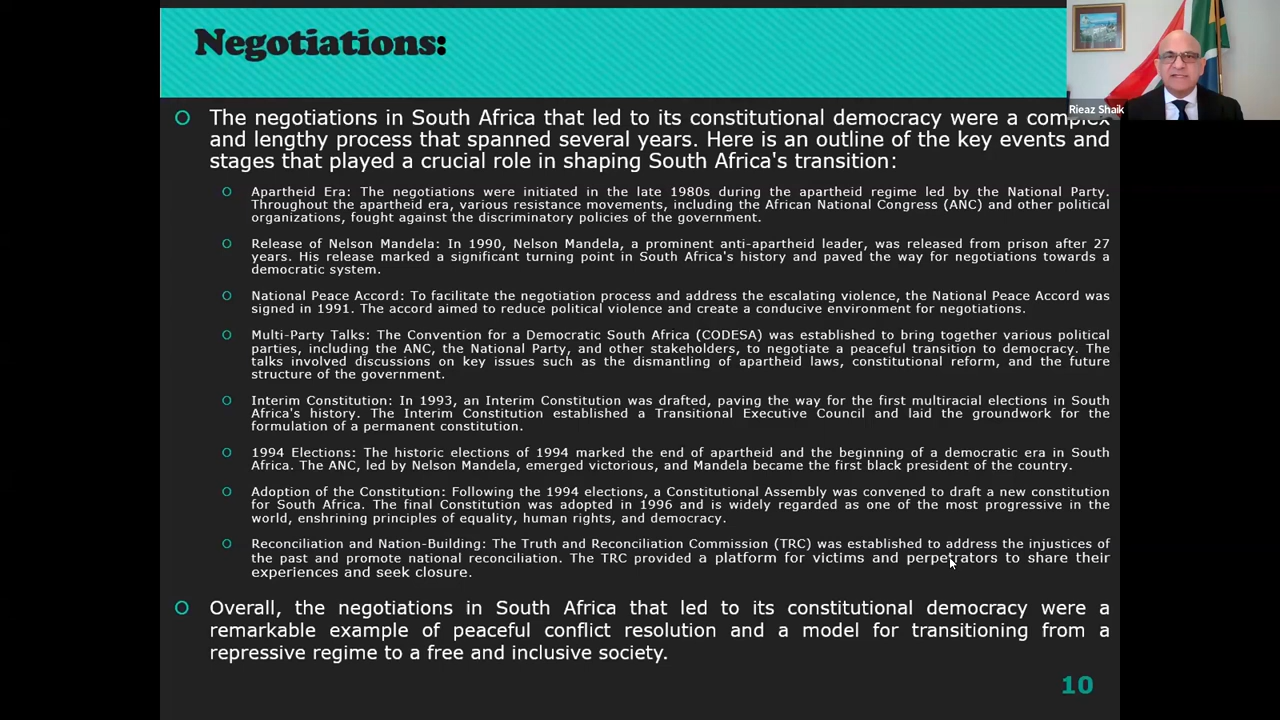 Negotiations:
Rieaz Shaik
O The negotiations in South Africa that led to its constitutional democracy were a complex
and lengthy process that spanned several years. Here is an outline of the key events and
stages that played a crucial role in shaping South Africa's transition:
O Apartheid Era: The negotiations were initiated in the late 1980s during the apartheid regime led by the National Party.
Throughout the apartheid era, various resistance movements, including the African National Congress (ANC) and other political
organizations, fought against the discriminatory policies of the government.
O Release of Nelson Mandela: In 1990, Nelson Mandela, a prominent anti-apartheid leader, was released from prison after 27
years. His release marked a significant turning point in South Africa's history and paved the way for negotiations towards a
democratic system.
O National Peace Accord: To facilitate the negotiation process and address the escalating violence, the National Peace Accord was
signed in 1991. The accord aimed to reduce political violence and create a conducive environment for negotiations.
O Multi-Party Talks: The Convention for a Democratic South Africa (CODESA) was established to bring together various political
parties, including the ANC, the National Party, and other stakeholders, to negotiate a peaceful transition to democracy. The
talks involved discussions on key issues such as the dismantling of apartheid laws, constitutional reform, and the future
structure of the government.
O Interim Constitution: In 1993, an Interim Constitution was drafted, paving the way for the first multiracial elections in South
Africa's history. The Interim Constitution established a Transitional Executive Council and laid the groundwork for the
formulation of a permanent constitution.
O 1994 Elections: The historic elections of 1994 marked the end of apartheid and the beginning of a democratic era in South
Africa. The ANC, led by Nelson Mandela, emerged victorious, and Mandela became the first black president of the country.
O Adoption of the Constitution: Following the 1994 elections, a Constitutional Assembly was convened to draft a new constitution
for South Africa. The final Constitution was adopted in 1996 and is widely regarded as one of the most progressive in the
world, enshrining principles of equality, human rights, and democracy.
O Reconciliation and Nation-Building: The Truth and Reconciliation Commission (TRC) was established to address the injustices of
the past and promote national reconciliation. The TRC provided a platform for victims and perpetrators to share their
experiences and seek closure.
O Overall, the negotiations in South Africa that led to its constitutional democracy were a
remarkable example of peaceful conflict resolution and a model for transitioning from a
repressive regime to a free and inclusive society.
10